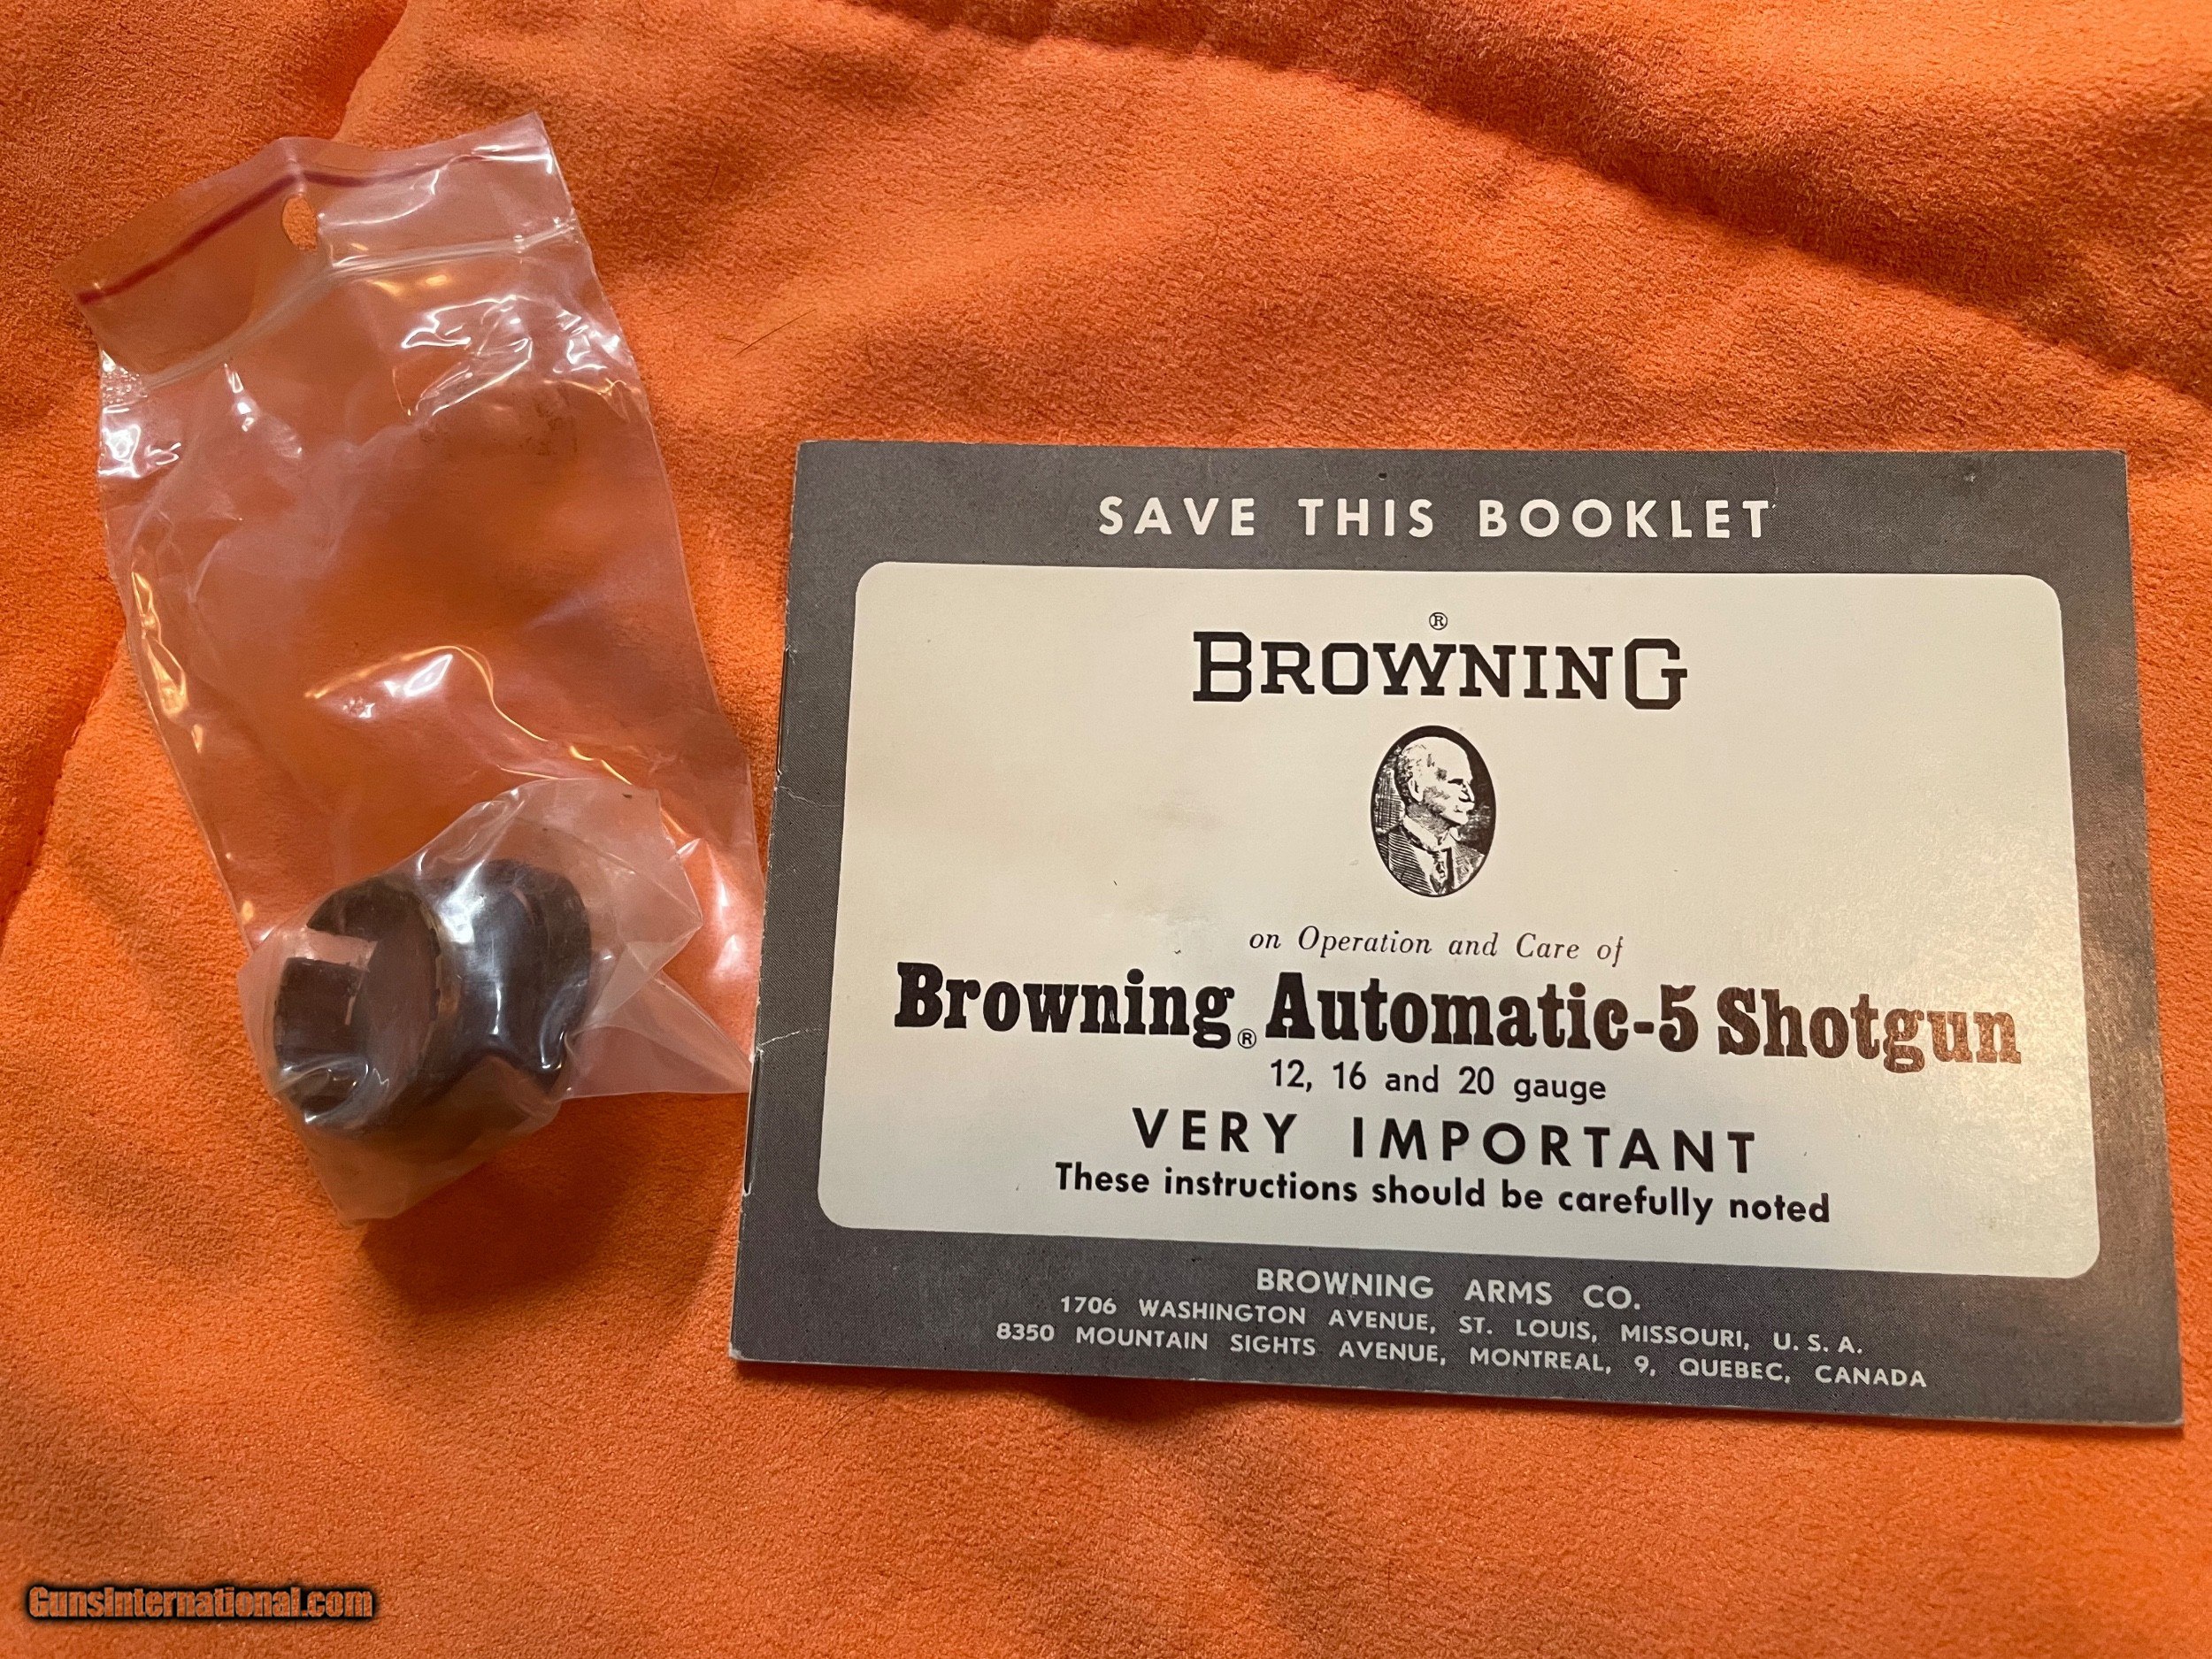 SAVE THIS BOOKLET
®
BROWNING
on Operation and Care of
Browning® Automatic-5 Shotgun
12, 16 and 20 gauge
VERY IMPORTANT
These instructions should be carefully noted
BROWNING ARMS CO.
1706 WASHINGTON AVENUE, ST. LOUIS, MISSOURI, U. S. A.
8350 MOUNTAIN SIGHTS AVENUE, MONTREAL, 9, QUEBEC, CANADA
GunsInternational.com